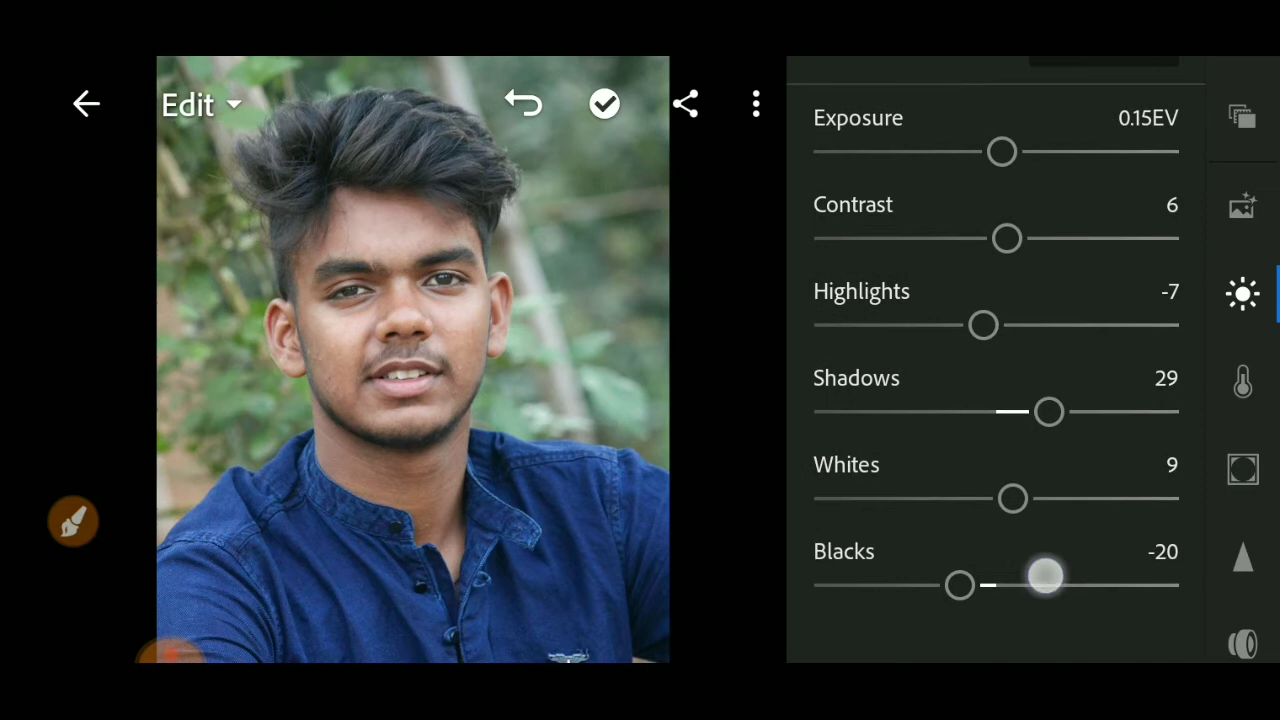 Edit
Exposure 0.15EV
Contrast 6
Highlights -7
Shadows 29
Whites 9
Blacks -20